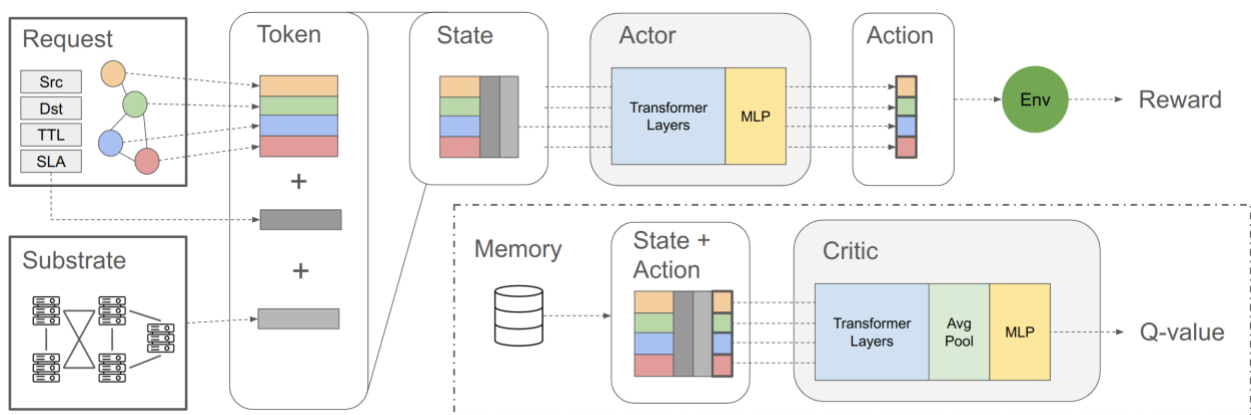 Request
Src
Dst
TTL
SLA
Token
+
+
State
Actor
Transformer
Layers
MLP
Action
Env
Reward
Substrate
Memory
State +
Action
Critic
Transformer
Layers
Avg
Pool
MLP
Q-value